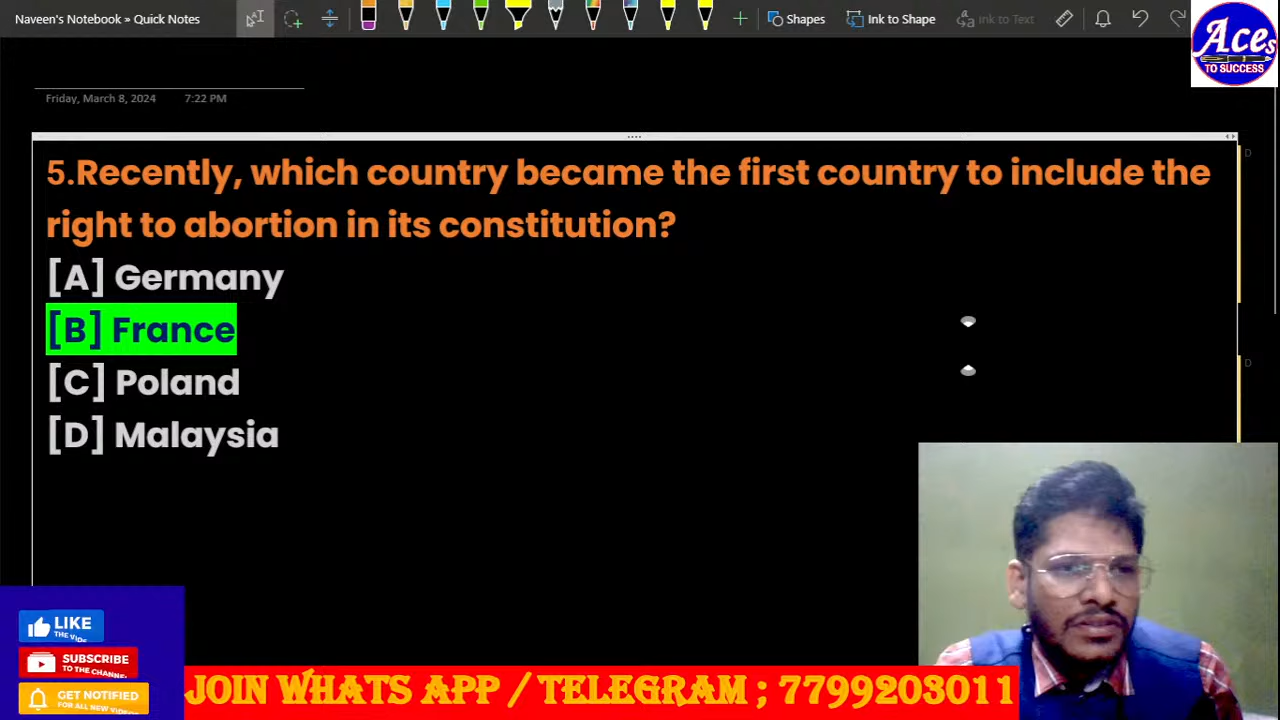 Naveen's Notebook » Quick Notes
Shapes
Ink to Shape
Ink to Text
Aces
TO SUCCESS
Friday, March 8, 2024 7:22 PM
5.Recently, which country became the first country to include the
right to abortion in its constitution?
[A] Germany
[B] France
[C] Poland
[D] Malaysia
D
D
LIKE
THE
SUBSCRIBE
TO THE CHANNE
GET NOTIFIED
FOR ALL NEW
JOIN WHATS APP / TELEGRAM ; 7799203011